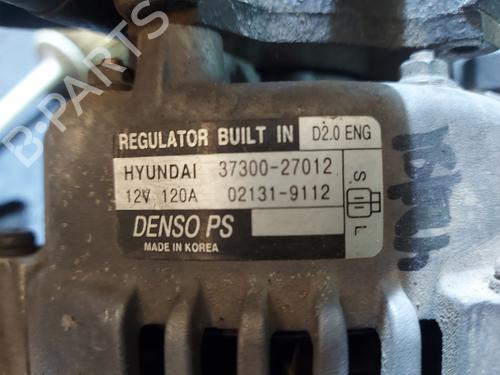 B-PARTS
REGULATOR BUILT IN D2.0 ENG
HYUNDAI 37300-27012
12V 120A 02131-9112
S
L
DENSO PS
MADE IN KOREA